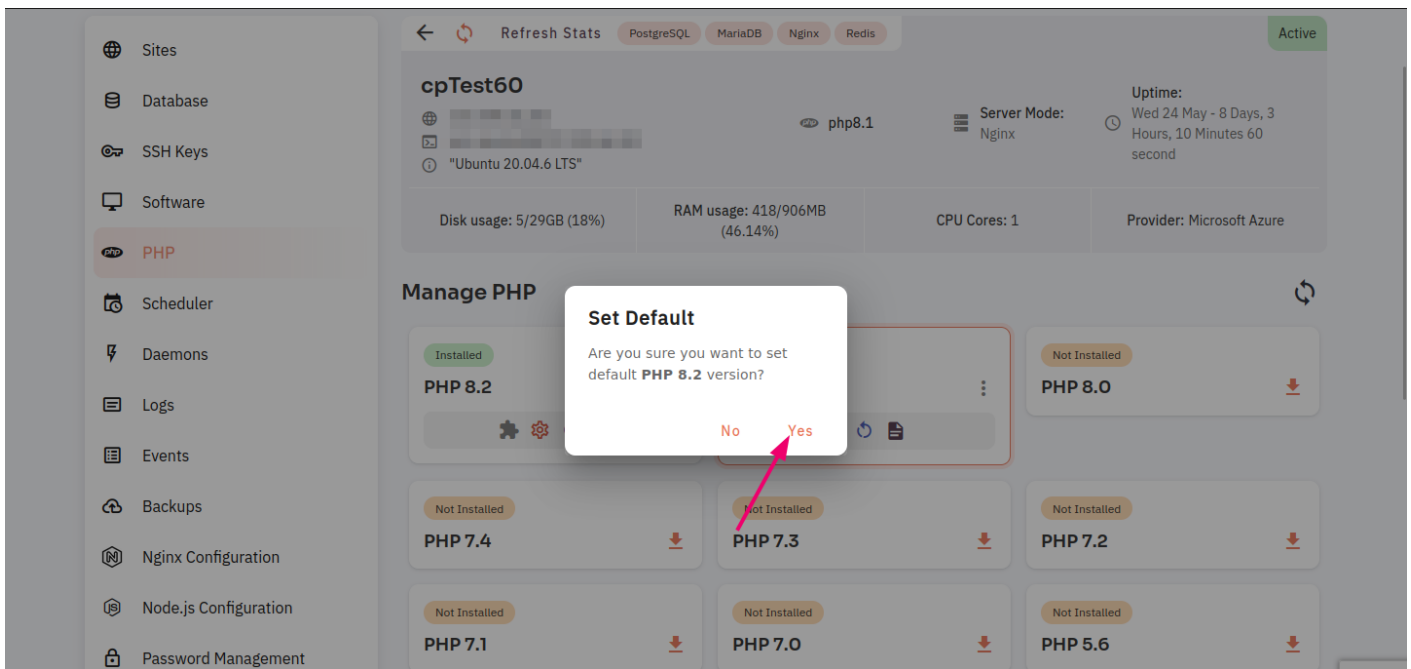 Sites
Database
SSH Keys
Software
php PHP
Scheduler
Daemons
Logs
Events
Backups
Nginx Configuration
Node.js Configuration
Password Management
Refresh Stats PostgreSQL MariaDB Nginx Redis Active
cpTest60
"Ubuntu 20.04.6 LTS"
php php8.1
Server Mode:
Nginx
Uptime:
Wed 24 May - 8 Days, 3
Hours, 10 Minutes 60
second
Disk usage: 5/29GB (18%)
RAM usage: 418/906MB
(46.14%)
CPU Cores: 1
Provider: Microsoft Azure
Manage PHP
Installed
PHP 8.2
Set Default
Are you sure you want to set
default PHP 8.2 version?
No Yes
Not Installed
PHP 8.0
Not Installed
PHP 7.4
Not Installed
PHP 7.3
Not Installed
PHP 7.2
Not Installed
PHP 7.1
Not Installed
PHP 7.0
Not Installed
PHP 5.6